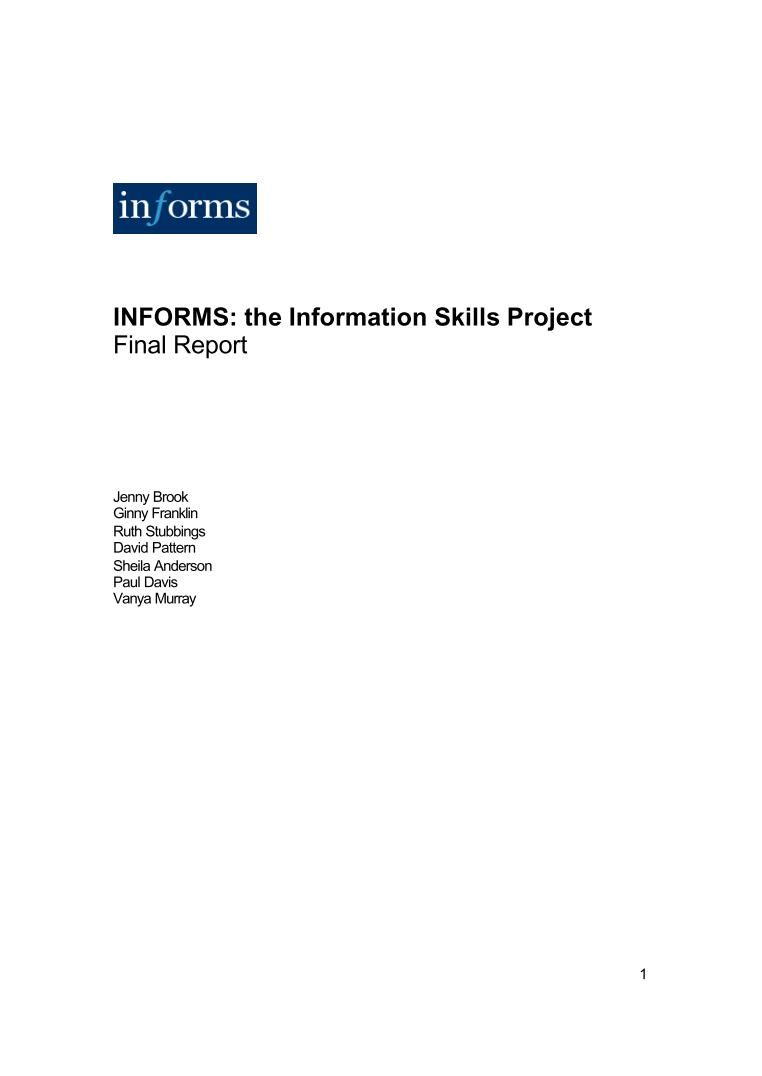 informs
INFORMS: the Information Skills Project
Final Report
Jenny Brook
Ginny Franklin
Ruth Stubbings
David Pattern
Sheila Anderson
Paul Davis
Vanya Murray
1